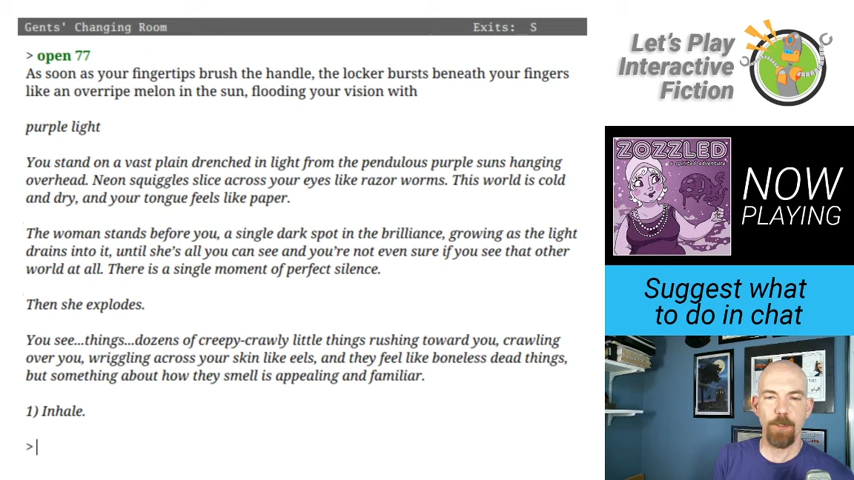 Gents' Changing Room Exits: S
> open 77
As soon as your fingertips brush the handle, the locker bursts beneath your fingers
like an overripe melon in the sun, flooding your vision with
purple light
You stand on a vast plain drenched in light from the pendulous purple suns hanging
overhead. Neon squiggles slice across your eyes like razor worms. This world is cold
and dry, and your tongue feels like paper.
The woman stands before you, a single dark spot in the brilliance, growing as the light
drains into it, until she's all you can see and you're not even sure if you see that other
world at all. There is a single moment of perfect silence.
Then she explodes.
You see...things...dozens of creepy-crawly little things rushing toward you, crawling
over you, wriggling across your skin like eels, and they feel like boneless dead things,
but something about how they smell is appealing and familiar.
1) Inhale.
>
Let's Play
Interactive
Fiction
ZOZZLED
a spirited adventure
NOW
PLAYING
Suggest what
to do in chat